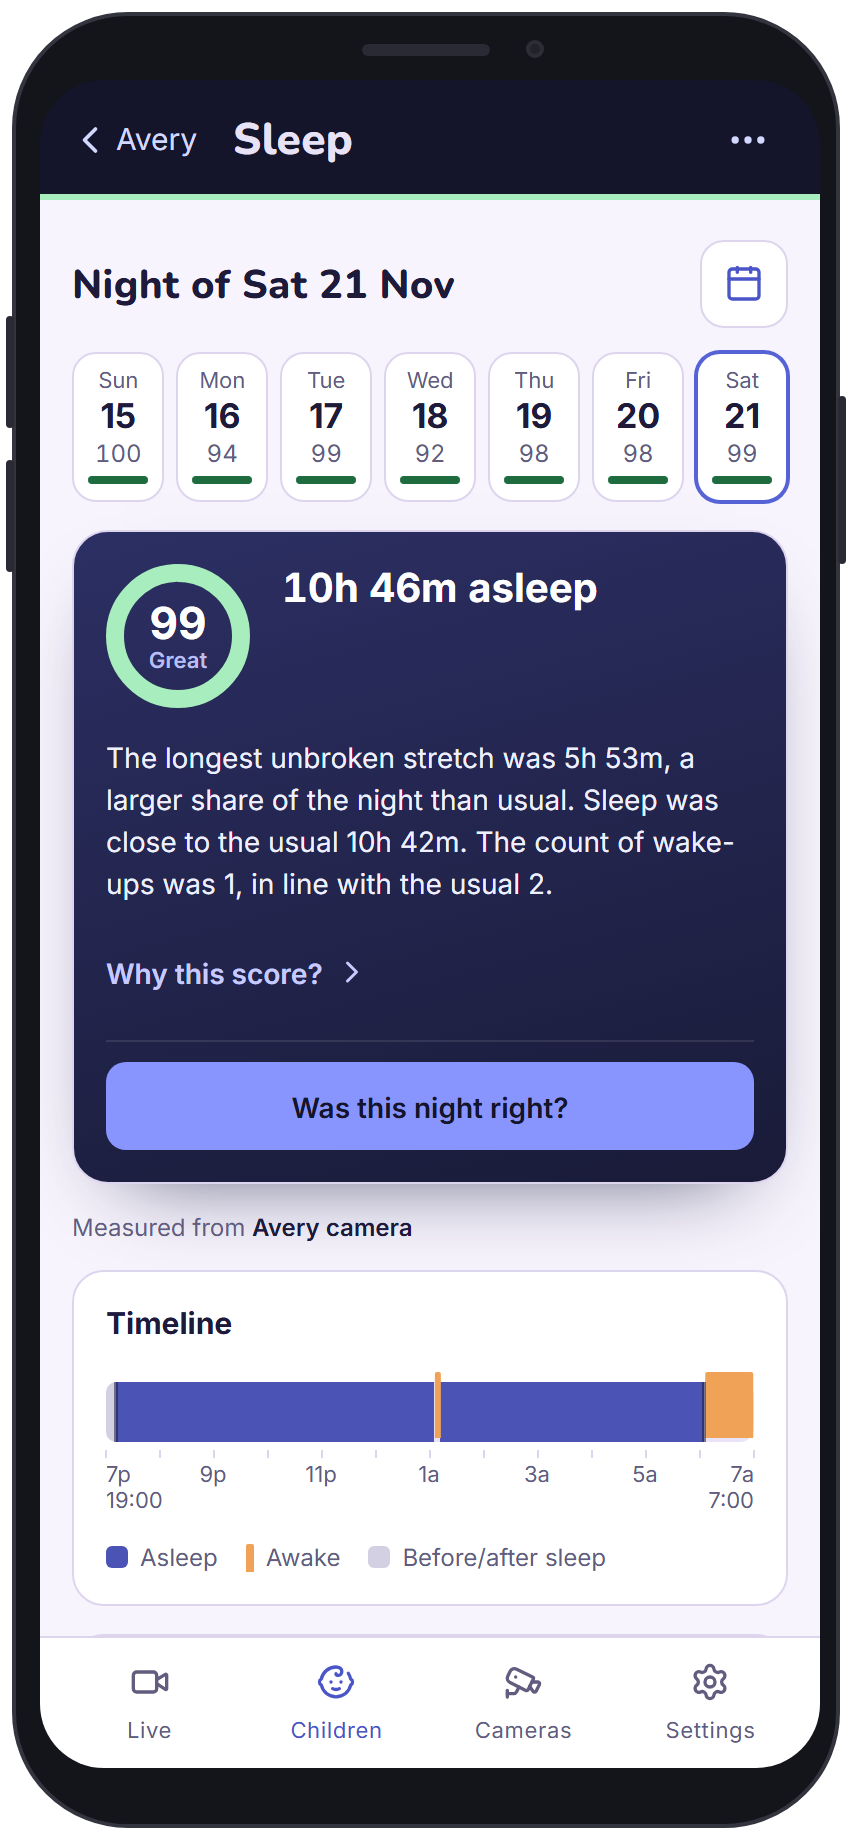 Avery Sleep
Night of Sat 21 Nov
Sun Mon Tue Wed Thu Fri Sat
15 16 17 18 19 20 21
100 94 99 92 98 98 99
99
Great
10h 46m asleep
The longest unbroken stretch was 5h 53m, a
larger share of the night than usual. Sleep was
close to the usual 10h 42m. The count of wake-
ups was 1, in line with the usual 2.
Why this score?
Was this night right?
Measured from Avery camera
Timeline
7p 9p 11p 1a 3a 5a 7a
19:00 7:00
Asleep Awake Before/after sleep
Live Children Cameras Settings